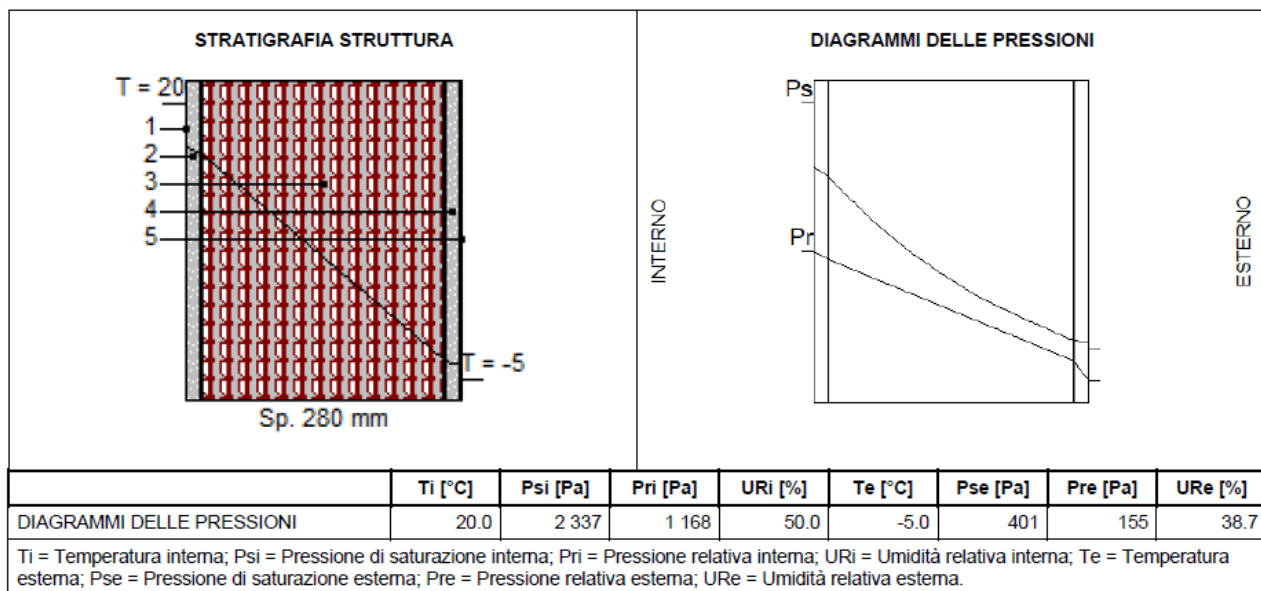 STRATIGRAFIA STRUTTURA
T = 20
1
2
3
4
5
T = -5
Sp. 280 mm
DIAGRAMMI DELLE PRESSIONI
Ps
Pr
INTERNO
ESTERNO
Ti [°C] Psi [Pa] Pri [Pa] URi [%] Te [°C] Pse [Pa] Pre [Pa] URe [%]
DIAGRAMMI DELLE PRESSIONI 20.0 2 337 1 168 50.0 -5.0 401 155 38.7
Ti = Temperatura interna; Psi = Pressione di saturazione interna; Pri = Pressione relativa interna; URi = Umidità relativa interna; Te = Temperatura
esterna; Pse = Pressione di saturazione esterna; Pre = Pressione relativa esterna; URe = Umidità relativa esterna.